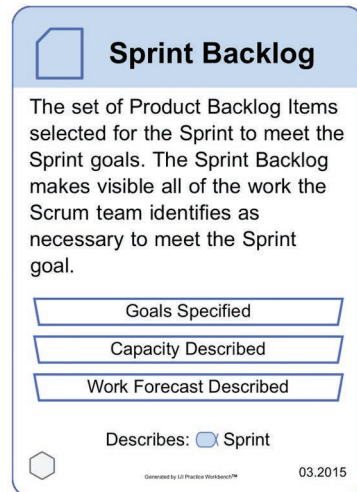 Sprint Backlog
The set of Product Backlog Items
selected for the Sprint to meet the
Sprint goals. The Sprint Backlog
makes visible all of the work the
Scrum team identifies as
necessary to meet the Sprint
goal.
Goals Specified
Capacity Described
Work Forecast Described
Describes: Sprint
Generated by IJI Practice Workbench™
03.2015